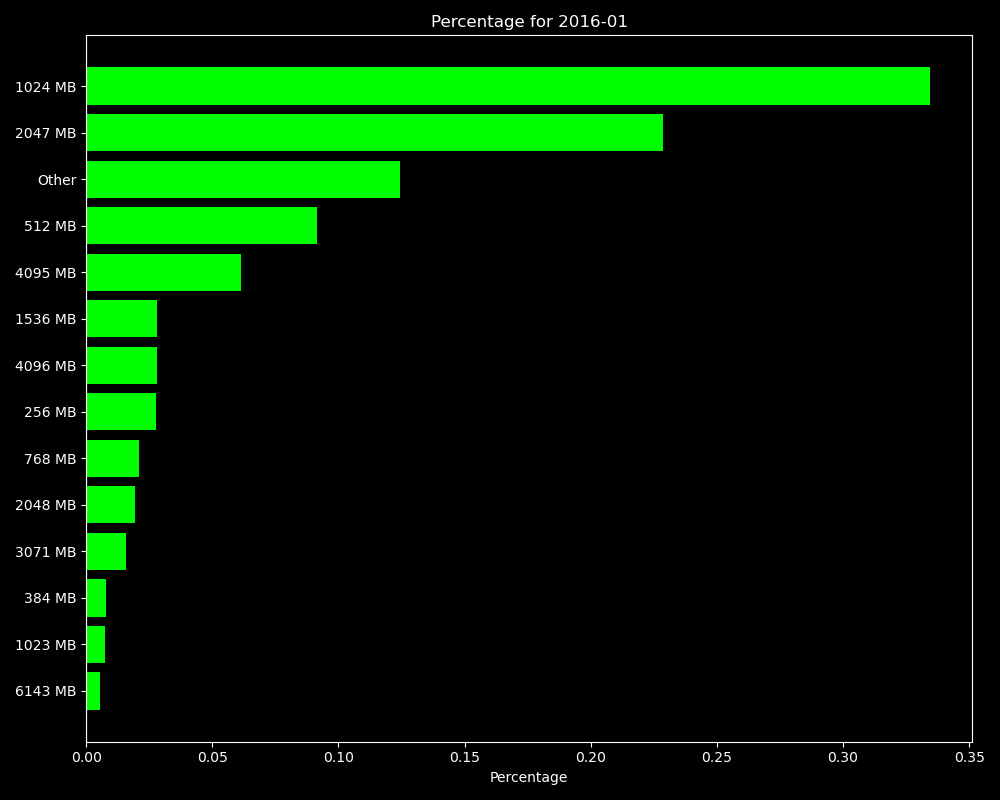 Percentage for 2016-01
1024 MB
2047 MB
Other
512 MB
4095 MB
1536 MB
4096 MB
256 MB
768 MB
2048 MB
3071 MB
384 MB
1023 MB
6143 MB
0.00 0.05 0.10 0.15 0.20 0.25 0.30 0.35
Percentage